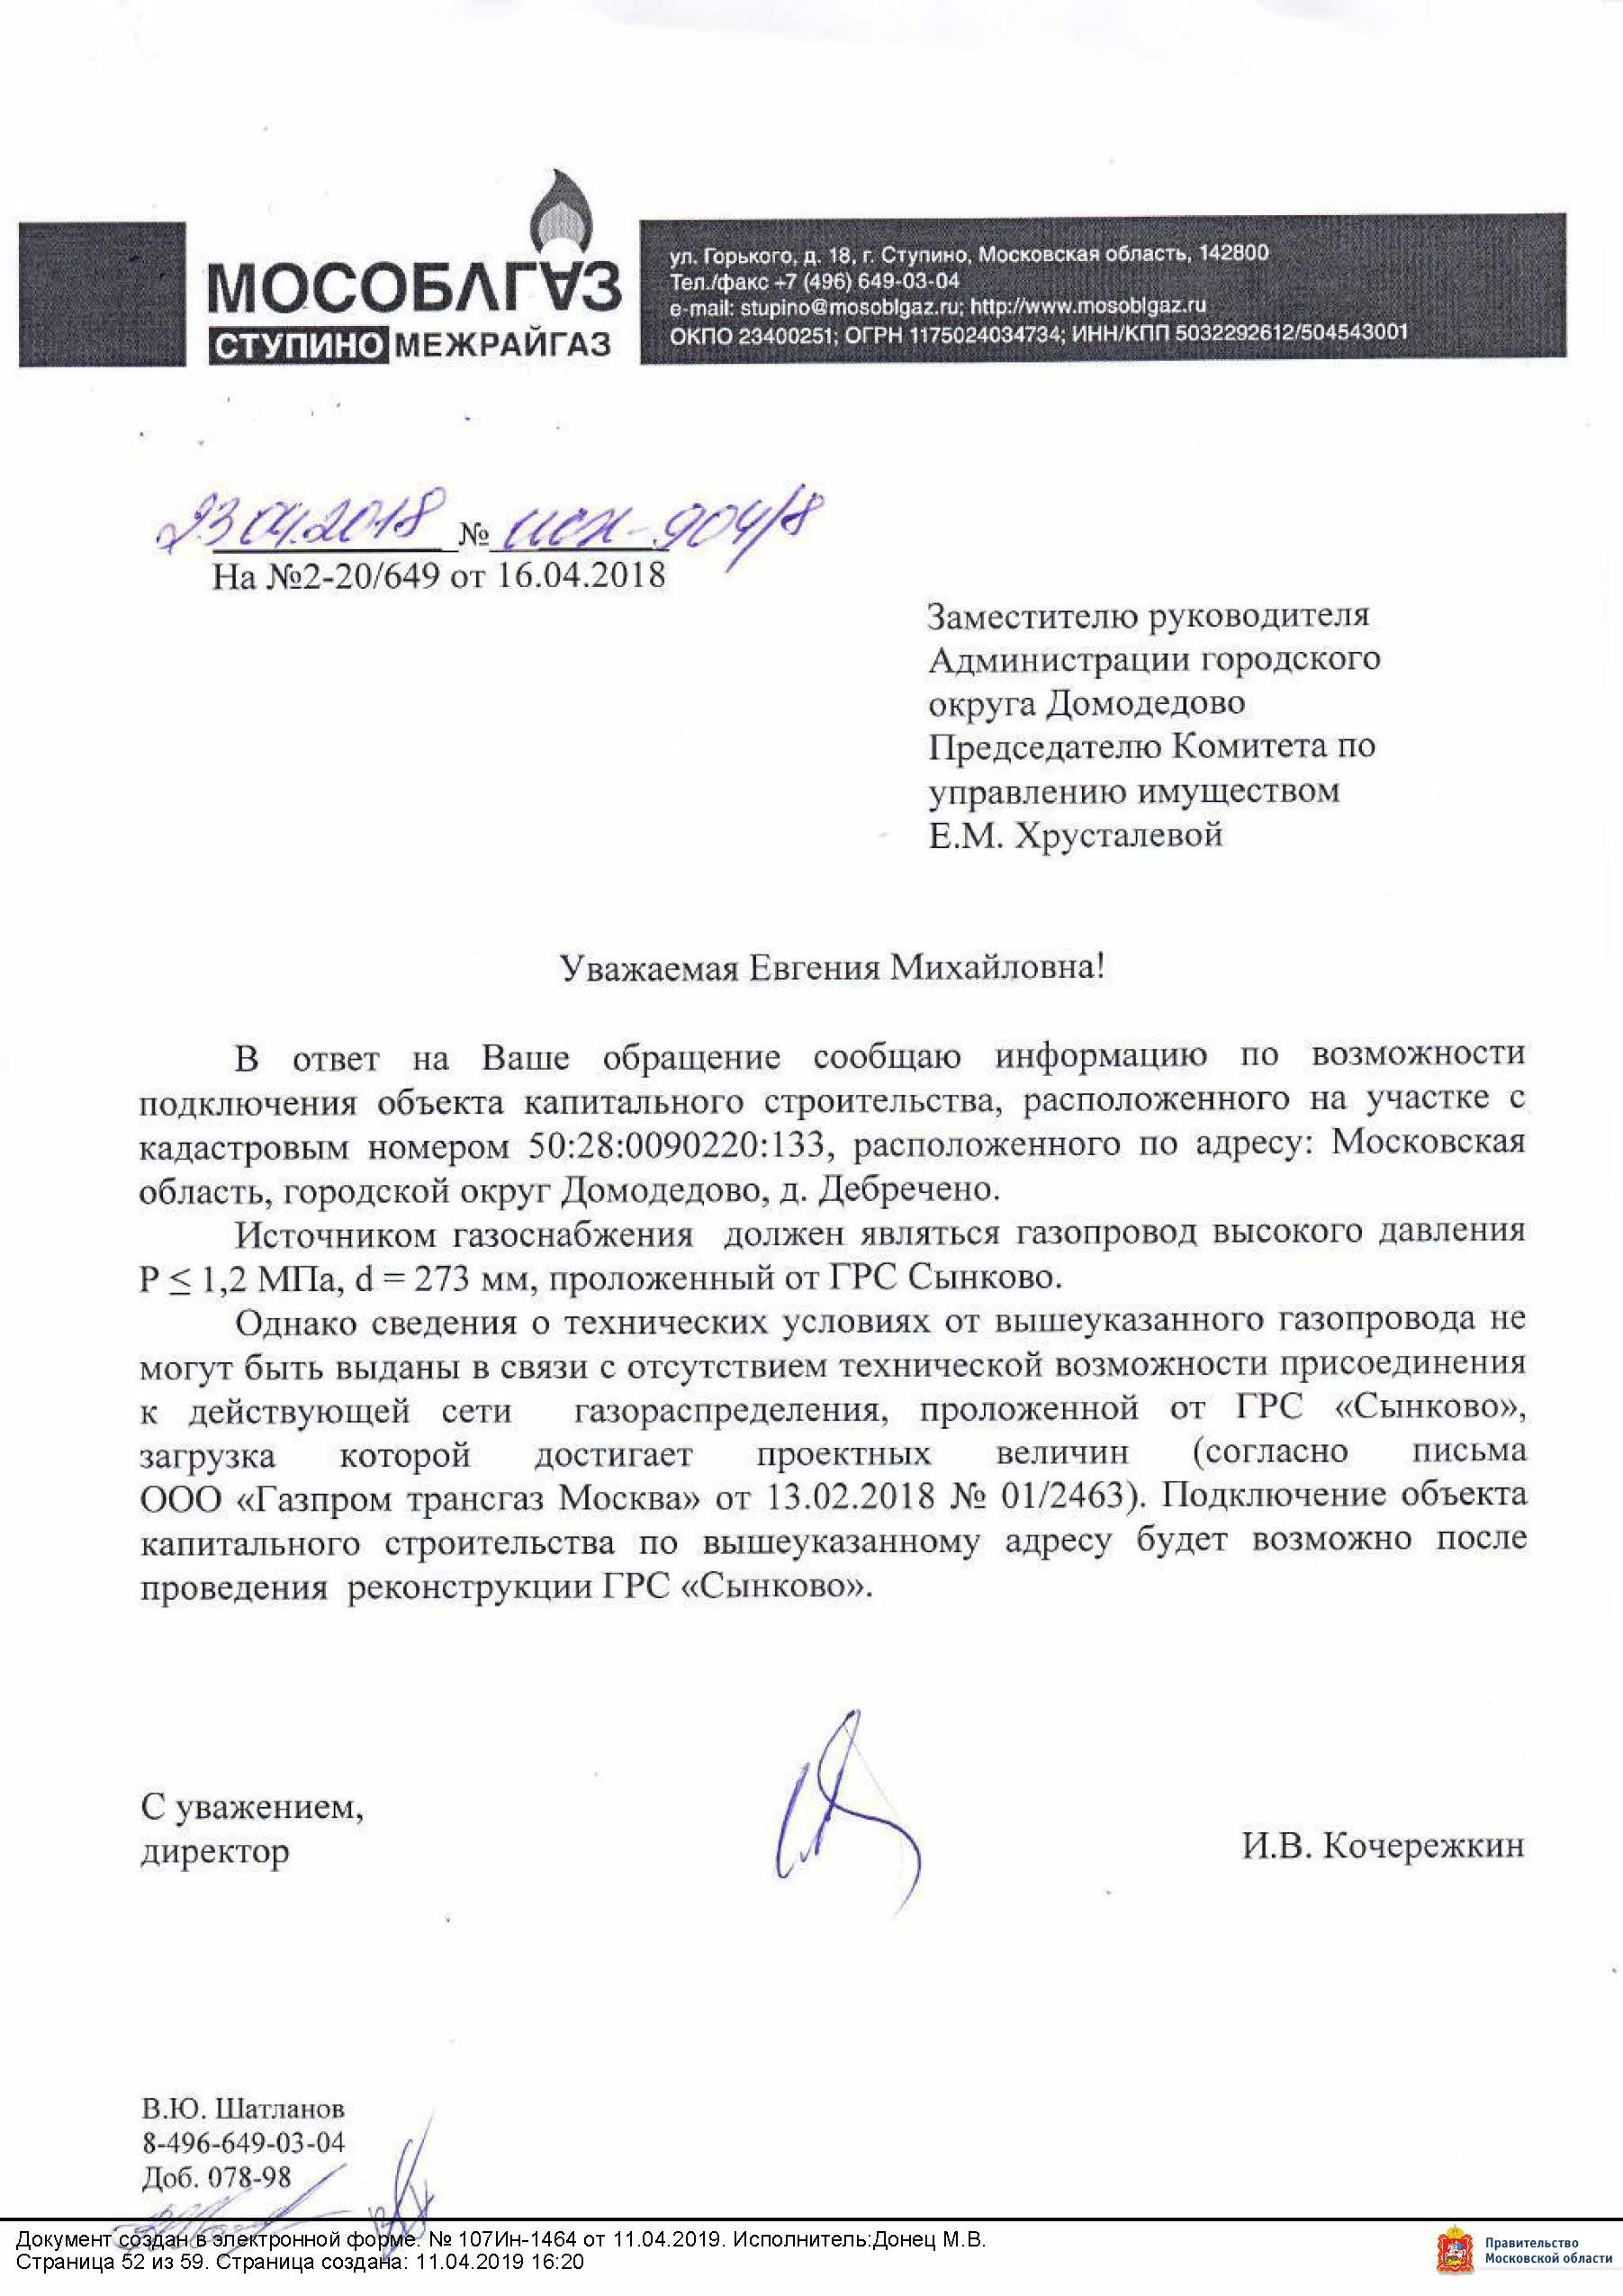 МОСОБЛГАЗ
СТУПИНО МЕЖРАЙГАЗ
ул. Горького, д. 18, г. Ступино, Московская область, 142800
Тел./факс +7 (496) 649-03-04
e-mail: stupino@mosoblgaz.ru; http://www.mosoblgaz.ru
ОКПО 23400251; ОГРН 1175024034734; ИНН/КПП 5032292612/504543001
23.04.2018 № исх-904/8
На №2-20/649 от 16.04.2018
Заместителю руководителя
Администрации городского
округа Домодедово
Председателю Комитета по
управлению имуществом
Е.М. Хрусталевой
Уважаемая Евгения Михайловна!
В ответ на Ваше обращение сообщаю информацию по возможности
подключения объекта капитального строительства, расположенного на участке с
кадастровым номером 50:28:0090220:133, расположенного по адресу: Московская
область, городской округ Домодедово, д. Дебречено.
Источником газоснабжения должен являться газопровод высокого давления
P ≤ 1,2 МПа, d = 273 мм, проложенный от ГРС Сынково.
Однако сведения о технических условиях от вышеуказанного газопровода не
могут быть выданы в связи с отсутствием технической возможности присоединения
к действующей сети газораспределения, проложенной от ГРС «Сынково»,
загрузка которой достигает проектных величин (согласно письма
ООО «Газпром трансгаз Москва» от 13.02.2018 № 01/2463). Подключение объекта
капитального строительства по вышеуказанному адресу будет возможно после
проведения реконструкции ГРС «Сынково».
С уважением,
директор
И.В. Кочережкин
В.Ю. Шатланов
8-496-649-03-04
Доб. 078-98
Документ создан в электронной форме. № 107Ин-1464 от 11.04.2019. Исполнитель:Донец М.В.
Страница 52 из 59. Страница создана: 11.04.2019 16:20
Правительство
Московской области